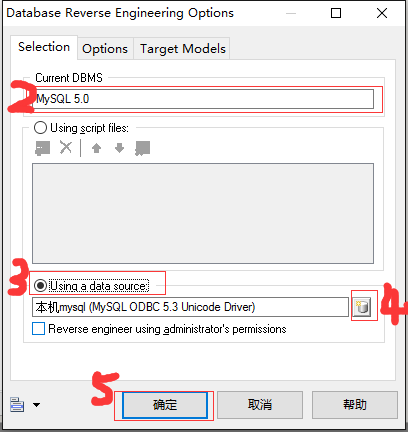 Database Reverse Engineering Options
Selection Options Target Models
Current DBMS
2 MySQL 5.0
Using script files:
3 Using a data source:
本机mysql (MySQL ODBC 5.3 Unicode Driver) 4
Reverse engineer using administrator's permissions
5 确定 取消 帮助